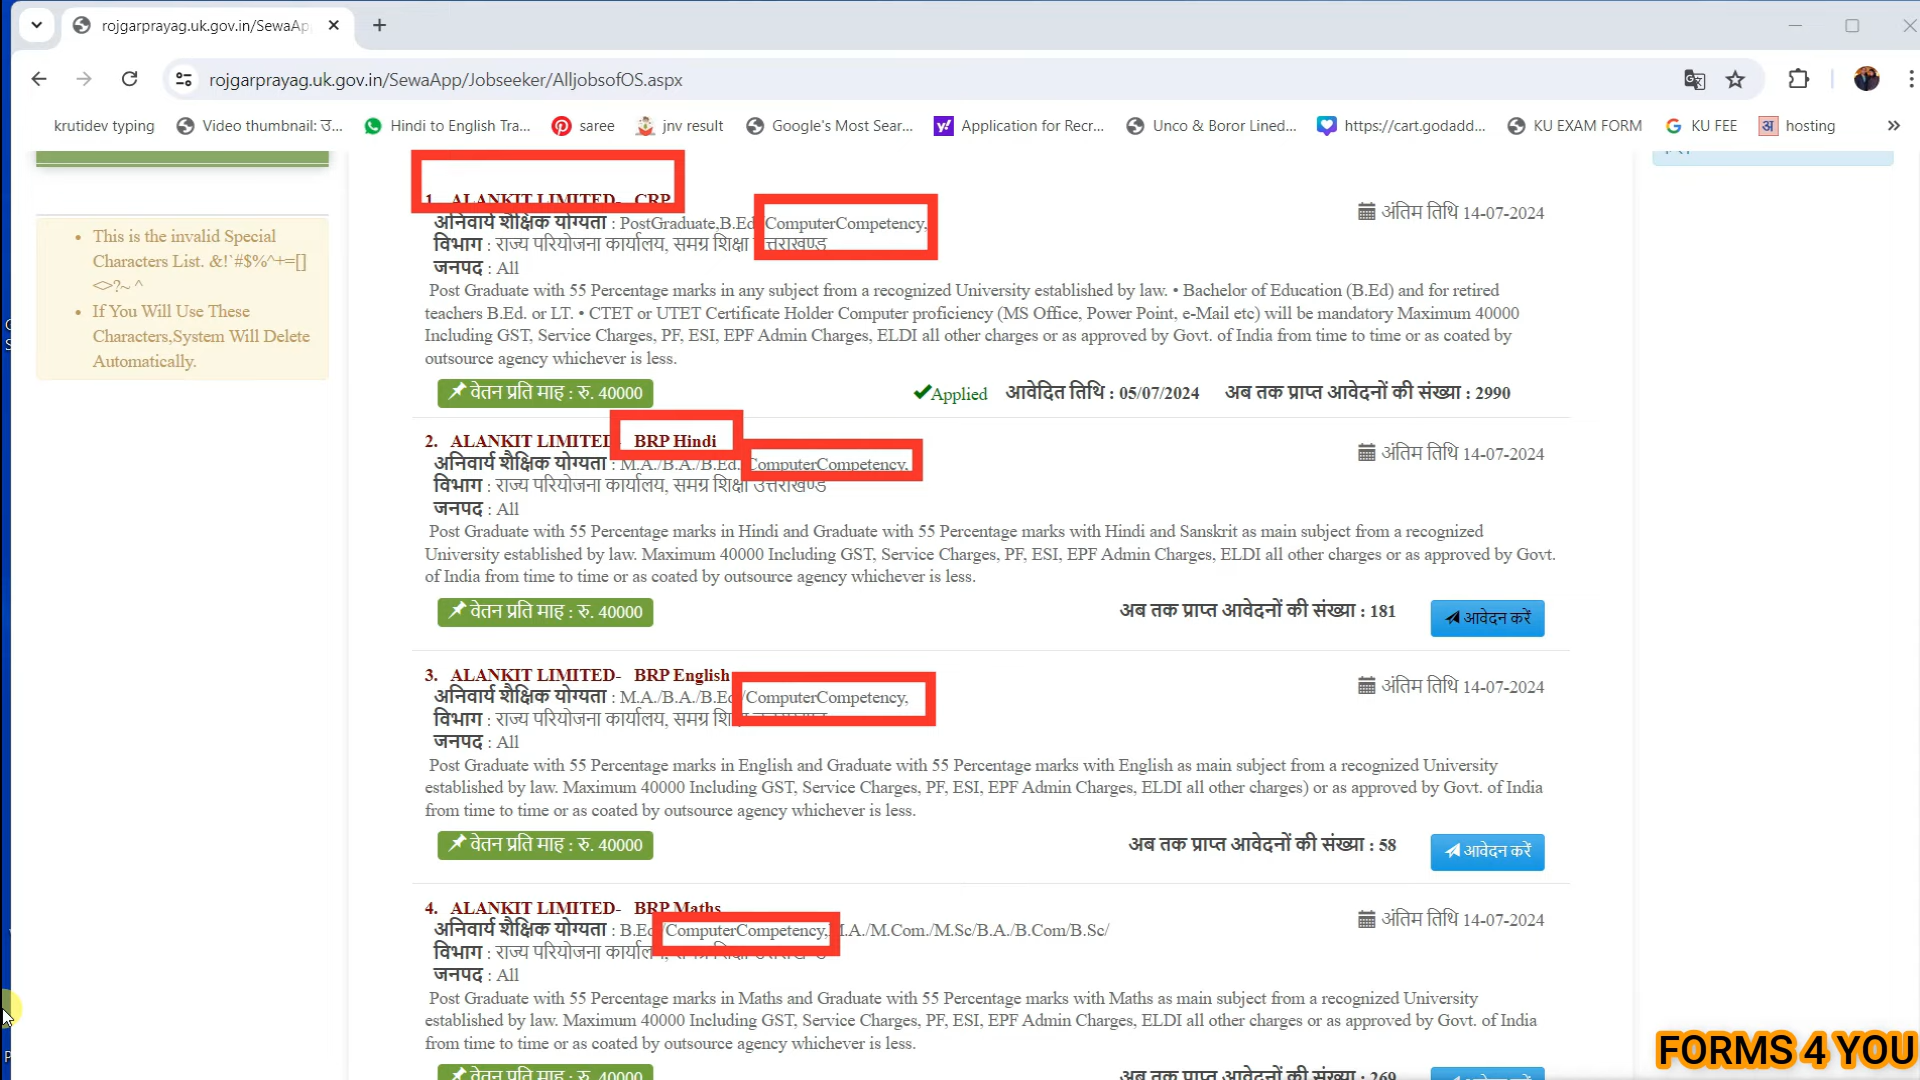 rojgarprayag.uk.gov.in/SewaAp
rojgarprayag.uk.gov.in/SewaApp/Jobseeker/AlljobsofOS.aspx
krutidev typing Video thumbnail: उ... Hindi to English Tra... saree jnv result Google's Most Sear... Application for Recr... Unco & Boror Lined... https://cart.godadd... KU EXAM FORM KU FEE hosting
This is the invalid Special
Characters List. &!`#$%^+=[]
<>?~ ^
If You Will Use These
Characters,System Will Delete
Automatically.
1. ALANKIT LIMITED- CRP
अनिवार्य शैक्षिक योग्यता : PostGraduate,B.Ed ComputerCompetency,
अंतिम तिथि 14-07-2024
विभाग : राज्य परियोजना कार्यालय, समग्र शिक्षा उत्तराखण्ड
जनपद : All
Post Graduate with 55 Percentage marks in any subject from a recognized University established by law. • Bachelor of Education (B.Ed) and for retired
teachers B.Ed. or LT. • CTET or UTET Certificate Holder Computer proficiency (MS Office, Power Point, e-Mail etc) will be mandatory Maximum 40000
Including GST, Service Charges, PF, ESI, EPF Admin Charges, ELDI all other charges or as approved by Govt. of India from time to time or as coated by
outsource agency whichever is less.
वेतन प्रति माह : रु. 40000 Applied आवेदित तिथि : 05/07/2024 अब तक प्राप्त आवेदनों की संख्या : 2990
2. ALANKIT LIMITED- BRP Hindi
अंतिम तिथि 14-07-2024
अनिवार्य शैक्षिक योग्यता : M.A./B.A./B.Ed. ComputerCompetency,
विभाग : राज्य परियोजना कार्यालय, समग्र शिक्षा उत्तराखण्ड
जनपद : All
Post Graduate with 55 Percentage marks in Hindi and Graduate with 55 Percentage marks with Hindi and Sanskrit as main subject from a recognized
University established by law. Maximum 40000 Including GST, Service Charges, PF, ESI, EPF Admin Charges, ELDI all other charges or as approved by Govt.
of India from time to time or as coated by outsource agency whichever is less.
वेतन प्रति माह : रु. 40000 अब तक प्राप्त आवेदनों की संख्या : 181 आवेदन करें
3. ALANKIT LIMITED- BRP English
अंतिम तिथि 14-07-2024
अनिवार्य शैक्षिक योग्यता : M.A./B.A./B.Ed/ComputerCompetency,
विभाग : राज्य परियोजना कार्यालय, समग्र
जनपद : All
Post Graduate with 55 Percentage marks in English and Graduate with 55 Percentage marks with English as main subject from a recognized University
established by law. Maximum 40000 Including GST, Service Charges, PF, ESI, EPF Admin Charges, ELDI all other charges) or as approved by Govt. of India
from time to time or as coated by outsource agency whichever is less.
वेतन प्रति माह : रु. 40000 अब तक प्राप्त आवेदनों की संख्या : 58 आवेदन करें
4. ALANKIT LIMITED- BRP Maths
अंतिम तिथि 14-07-2024
अनिवार्य शैक्षिक योग्यता : B.Ed/ComputerCompetency,M.A./M.Com./M.Sc/B.A./B.Com/B.Sc/
विभाग : राज्य परियोजना
जनपद : All
Post Graduate with 55 Percentage marks in Maths and Graduate with 55 Percentage marks with Maths as main subject from a recognized University
established by law. Maximum 40000 Including GST, Service Charges, PF, ESI, EPF Admin Charges, ELDI all other charges or as approved by Govt. of India
from time to time or as coated by outsource agency whichever is less.
वेतन प्रति माह : रु. 40000 अब तक प्राप्त आवेदनों की संख्या : 269
FORMS 4 YOU